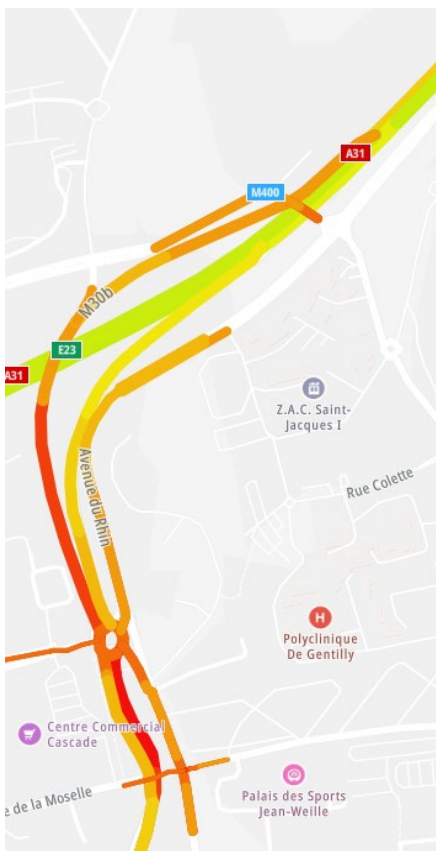 A31
M400
M30b
E23
A31
Z.A.C. Saint-
Jacques I
Avenue du Rhin
Rue Colette
H
Polyclinique
De Gentilly
Centre Commercial
Cascade
e de la Moselle
Palais des Sports
Jean-Weille